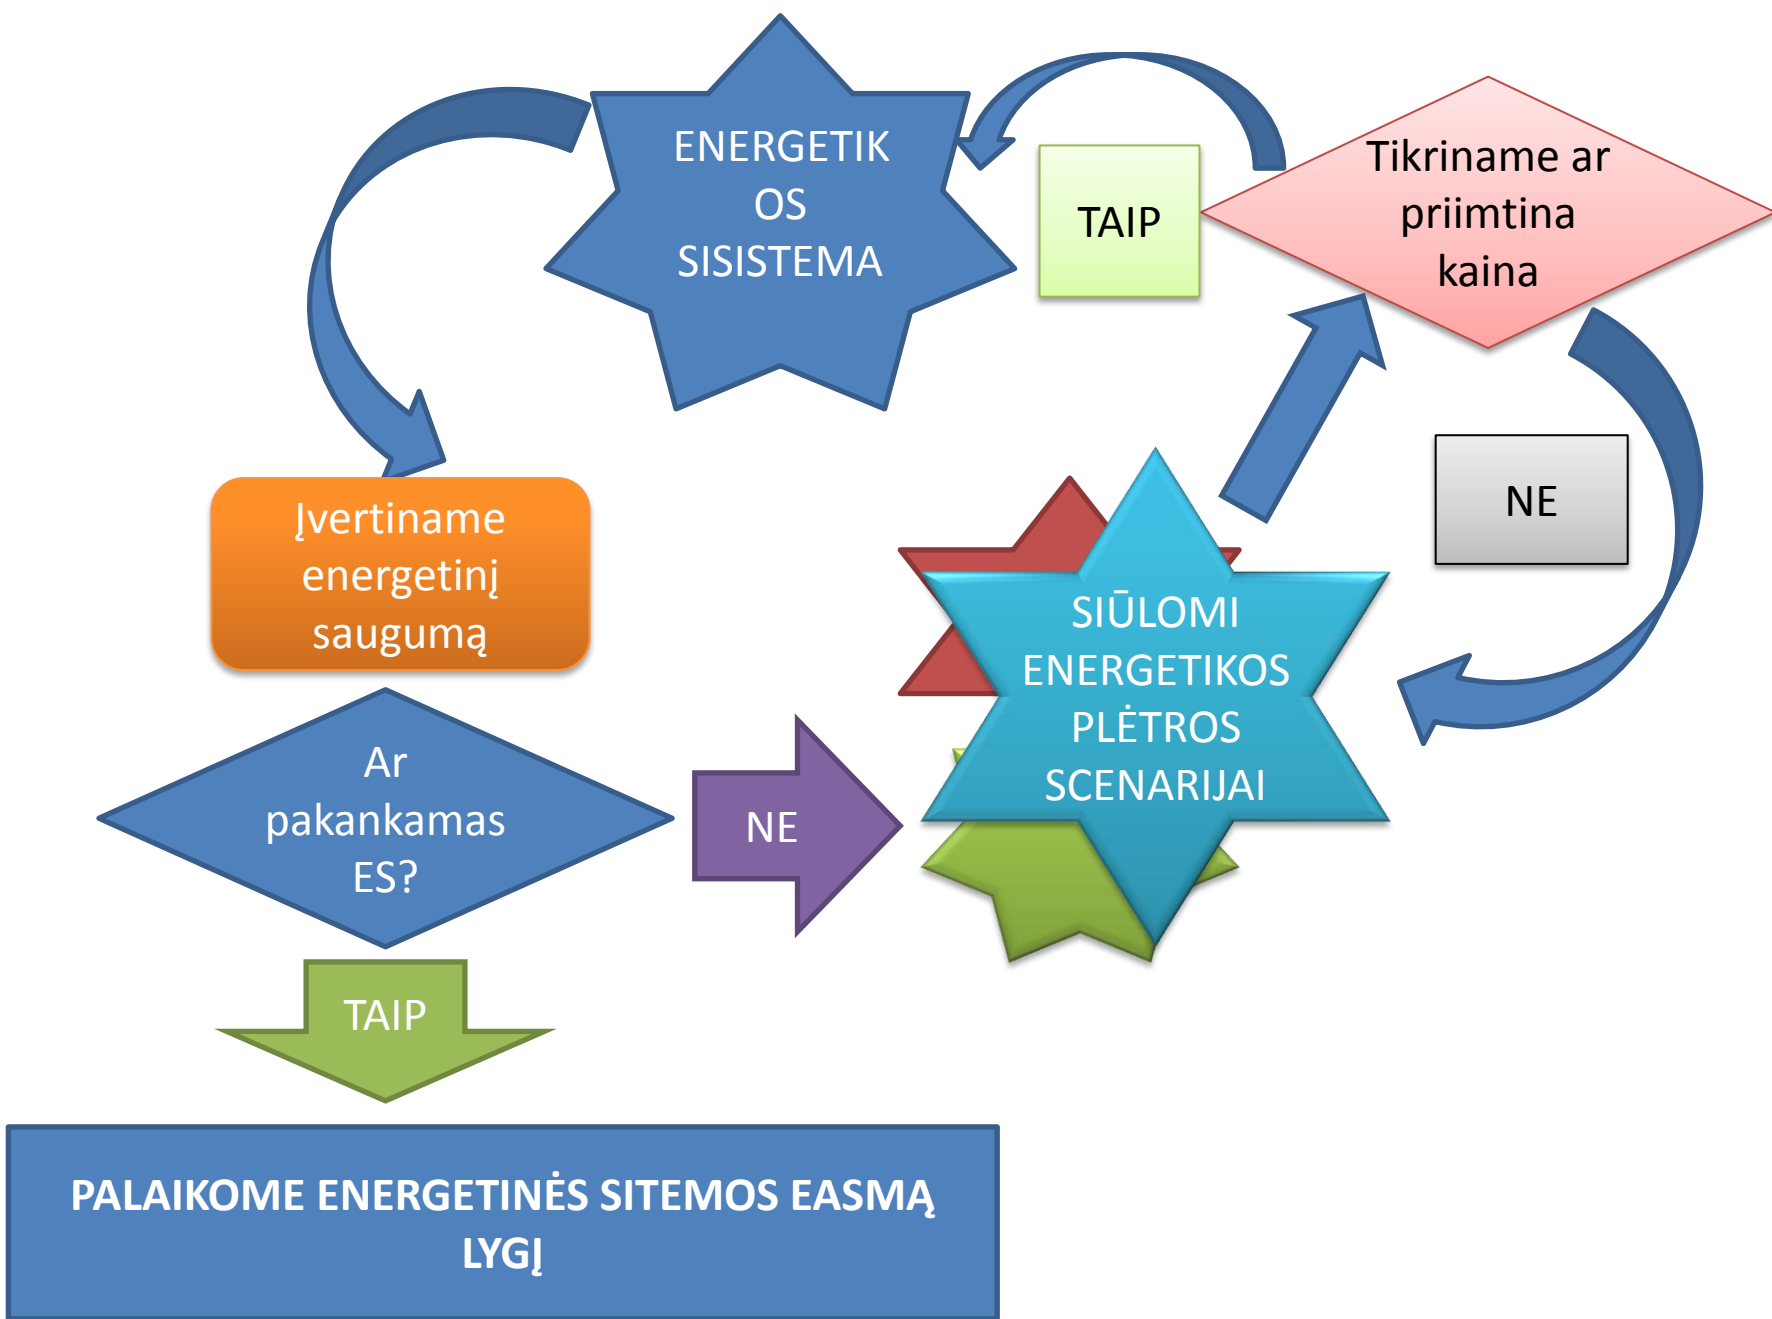 ENERGETIK
OS
SISISTEMA
TAIP
Tikriname ar
priimtina
kaina
NE
Įvertiname
energetinį
saugumą
Ar
pakankamas
ES?
NE
SIŪLOMI
ENERGETIKOS
PLĖTROS
SCENARIJAI
TAIP
PALAIKOME ENERGETINĖS SITEMOS EASMĄ
LYGĮ